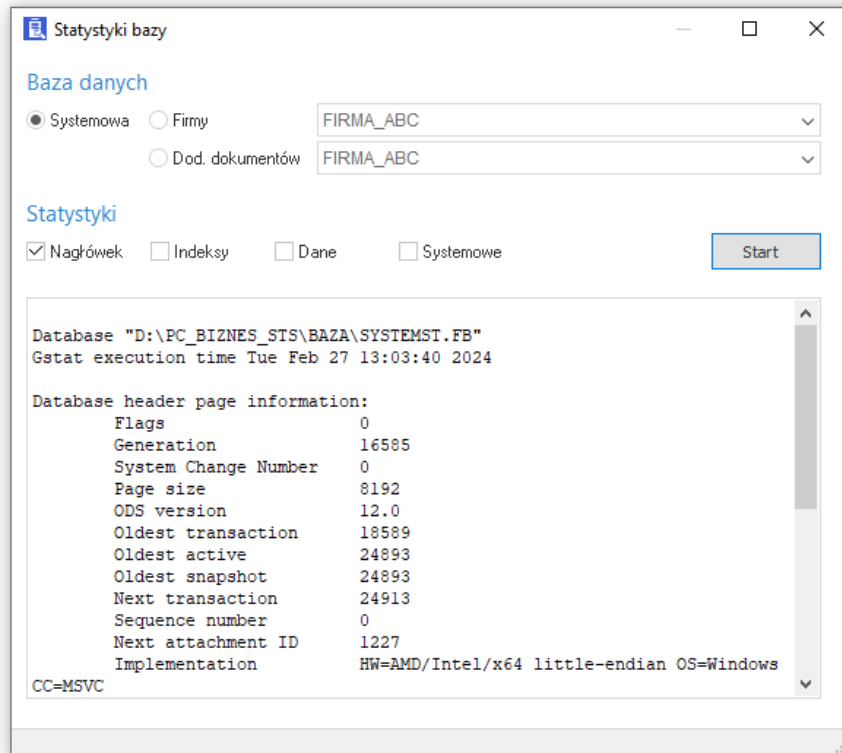 Statystyki bazy
Baza danych
Systemowa Firmy FIRMA_ABC
Dod. dokumentów FIRMA_ABC
Statystyki
Nagłówek Indeksy Dane Systemowe Start
Database "D:\PC_BIZNES_STS\BAZA\SYSTEMST.FB"
Gstat execution time Tue Feb 27 13:03:40 2024
Database header page information:
Flags 0
Generation 16585
System Change Number 0
Page size 8192
ODS version 12.0
Oldest transaction 18589
Oldest active 24893
Oldest snapshot 24893
Next transaction 24913
Sequence number 0
Next attachment ID 1227
Implementation HW=AMD/Intel/x64 little-endian OS=Windows
CC=MSVC